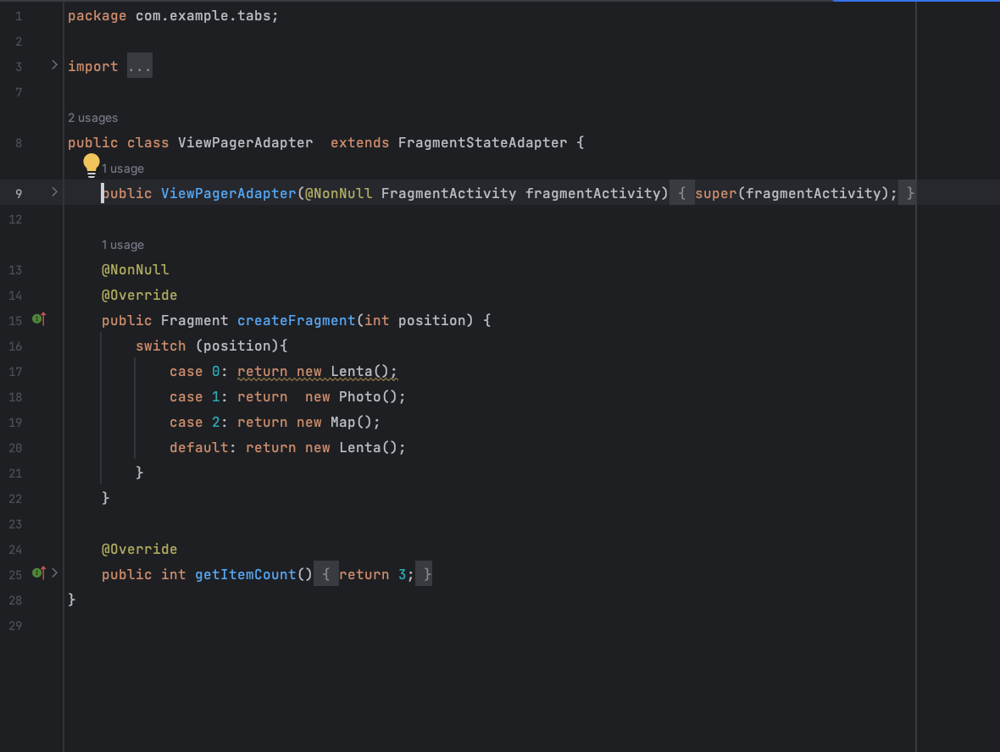 1 package com.example.tabs;
2
3 import ...
7
2 usages
8 public class ViewPagerAdapter  extends FragmentStateAdapter {
1 usage
9 public ViewPagerAdapter(@NonNull FragmentActivity fragmentActivity) { super(fragmentActivity); }
12
1 usage
13 @NonNull
14 @Override
15 public Fragment createFragment(int position) {
16 switch (position){
17 case 0: return new Lenta();
18 case 1: return  new Photo();
19 case 2: return new Map();
20 default: return new Lenta();
21 }
22 }
23
24 @Override
25 public int getItemCount() { return 3; }
28 }
29